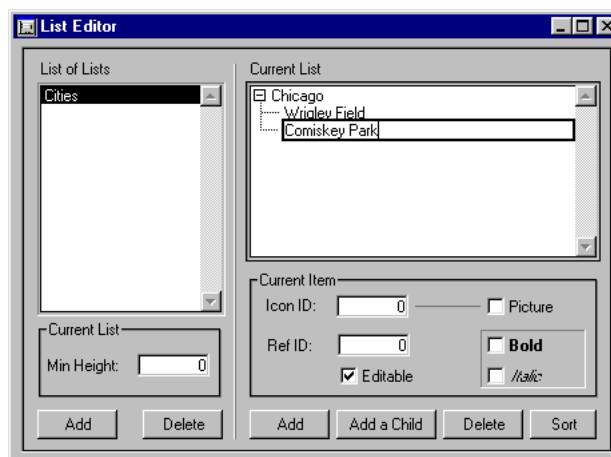 List Editor
List of Lists
Cities
Current List
Min Height: 0
Add Delete
Current List
Chicago
Wrigley Field
Comiskey Park
Current Item
Icon ID: 0 Picture
Ref ID: 0 Bold
Editable Italic
Add Add a Child Delete Sort